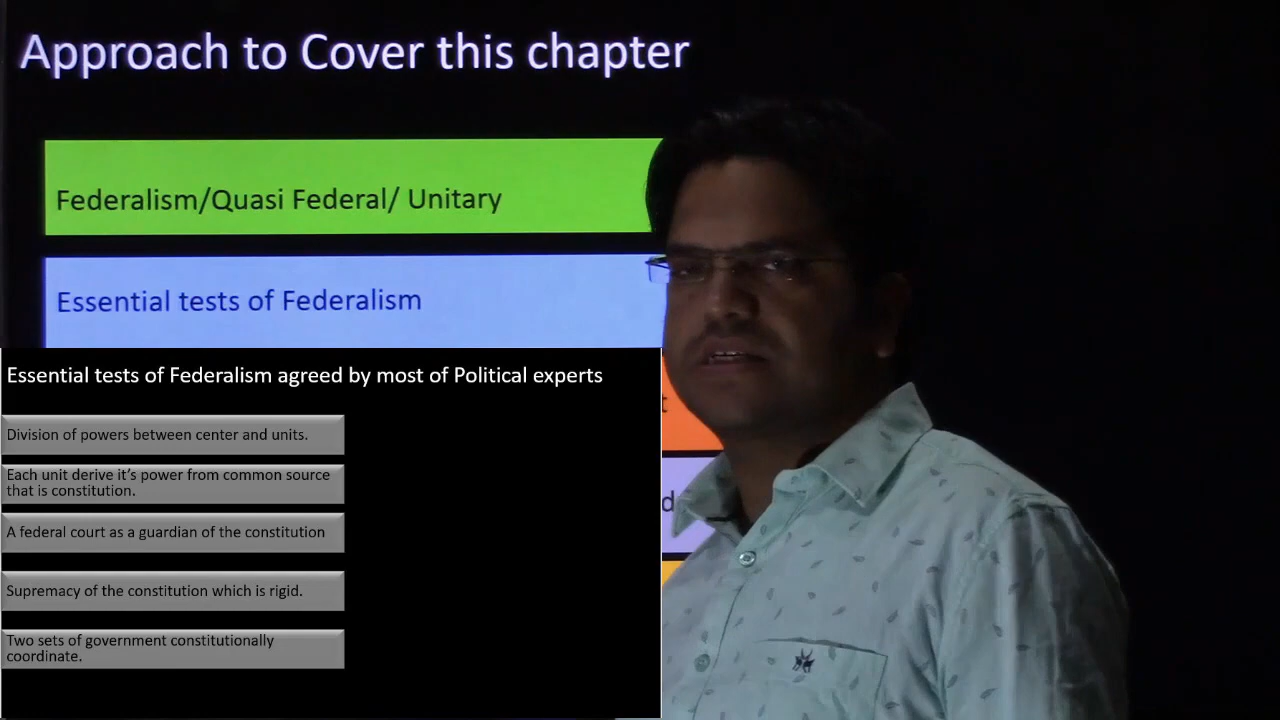 Approach to Cover this chapter
Federalism/Quasi Federal/ Unitary
Essential tests of Federalism
Essential tests of Federalism agreed by most of Political experts
Division of powers between center and units.
Each unit derive it's power from common source
that is constitution.
A federal court as a guardian of the constitution
Supremacy of the constitution which is rigid.
Two sets of government constitutionally
coordinate.